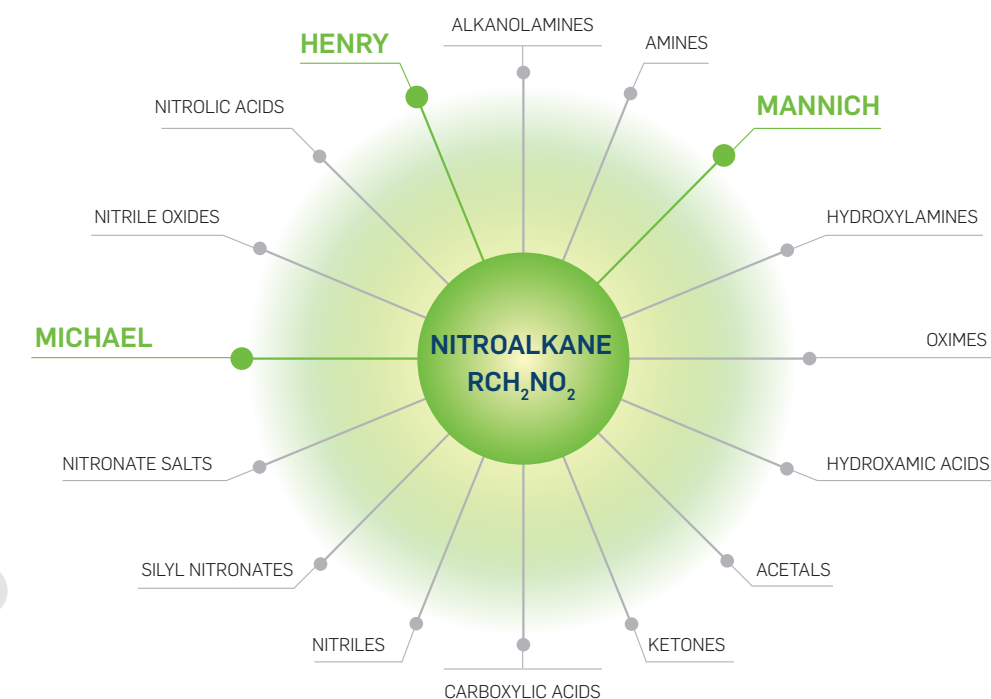 ALKANOLAMINES
HENRY
AMINES
MANNICH
NITROLIC ACIDS
NITRILE OXIDES
HYDROXYLAMINES
MICHAEL
NITROALKANE
RCH₂NO₂
OXIMES
NITRONATE SALTS
HYDROXAMIC ACIDS
SILYL NITRONATES
ACETALS
NITRILES
KETONES
CARBOXYLIC ACIDS